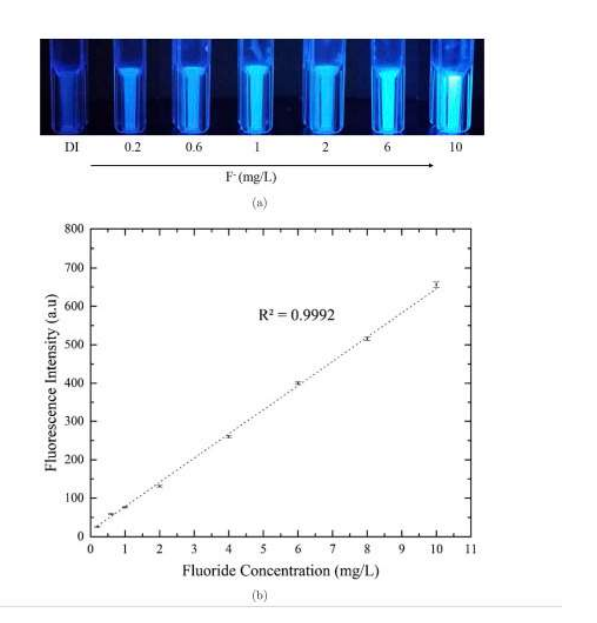 DI 0.2 0.6 1 2 6 10
F- (mg/L)
(a)
800
700
600
500
400
300
200
100
0
Fluorescence Intensity (a.u)
R² = 0.9992
0 1 2 3 4 5 6 7 8 9 10 11
Fluoride Concentration (mg/L)
(b)